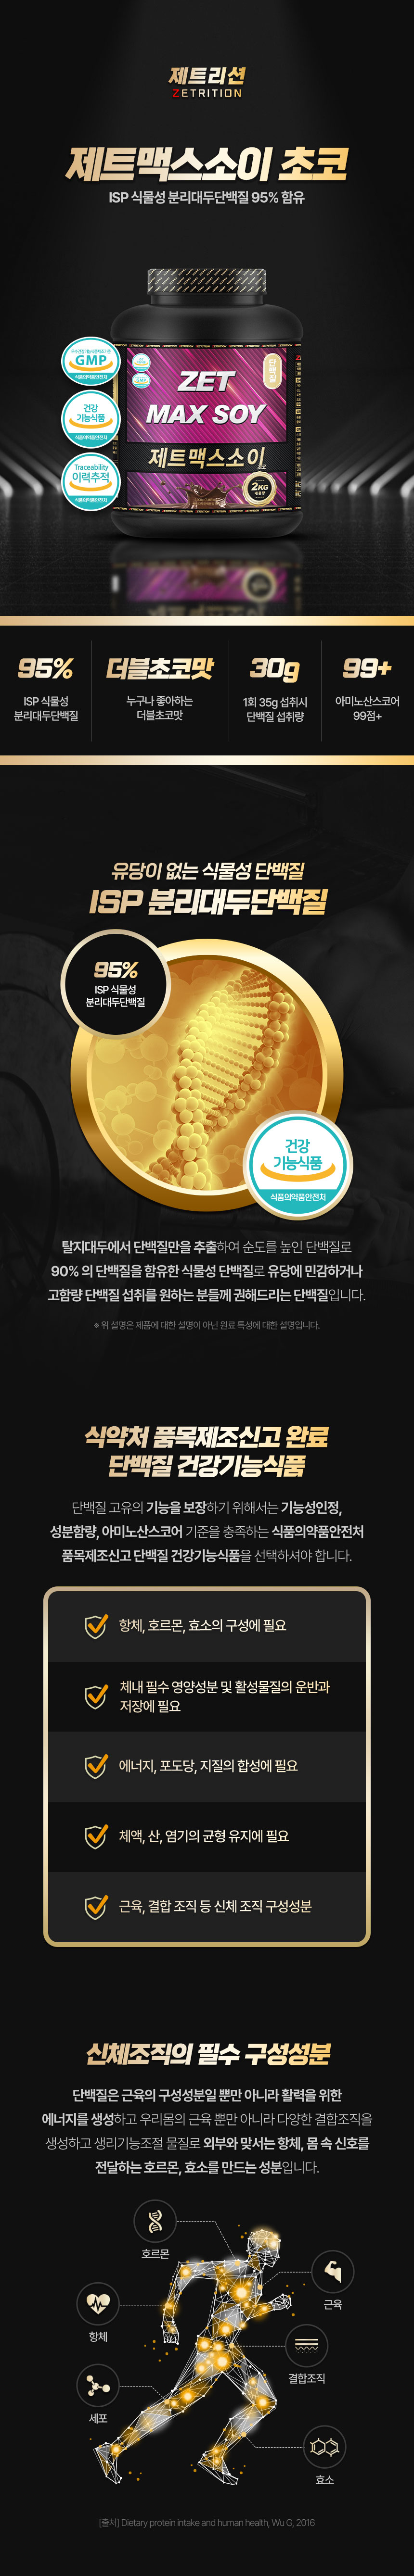 제트리션
ZETRITION
제트맥스소이 초코
ISP 식물성 분리대두단백질 95% 함유
GMP
식품의약품안전처
건강
기능식품
식품의약품안전처
Traceability
이력추적
식품의약품안전처
단백질
ZET
MAX SOY
제트맥스소이
초코
2KG
95%
ISP 식물성
분리대두단백질
더블초코맛
누구나 좋아하는
더블초코맛
30g
1회 35g 섭취시
단백질 섭취량
99+
아미노산스코어
99점+
유당이 없는 식물성 단백질
ISP 분리대두단백질
95%
ISP 식물성
분리대두단백질
건강
기능식품
식품의약품안전처
탈지대두에서 단백질만을 추출하여 순도를 높인 단백질로
90% 의 단백질을 함유한 식물성 단백질로 유당에 민감하거나
고함량 단백질 섭취를 원하는 분들께 권해드리는 단백질입니다.
※ 위 설명은 제품에 대한 설명이 아닌 원료 특성에 대한 설명입니다.
식약처 품목제조신고 완료
단백질 건강기능식품
단백질 고유의 기능을 보장하기 위해서는 기능성인정,
성분함량, 아미노산스코어 기준을 충족하는 식품의약품안전처
품목제조신고 단백질 건강기능식품을 선택하셔야 합니다.
항체, 호르몬, 효소의 구성에 필요
체내 필수 영양성분 및 활성물질의 운반과
저장에 필요
에너지, 포도당, 지질의 합성에 필요
체액, 산, 염기의 균형 유지에 필요
근육, 결합 조직 등 신체 조직 구성성분
신체조직의 필수 구성성분
단백질은 근육의 구성성분일 뿐만 아니라 활력을 위한
에너지를 생성하고 우리몸의 근육 뿐만 아니라 다양한 결합조직을
생성하고 생리기능조절 물질로 외부와 맞서는 항체, 몸 속 신호를
전달하는 호르몬, 효소를 만드는 성분입니다.
호르몬
근육
항체
결합조직
세포
효소
[출처] Dietary protein intake and human health, Wu G, 2016